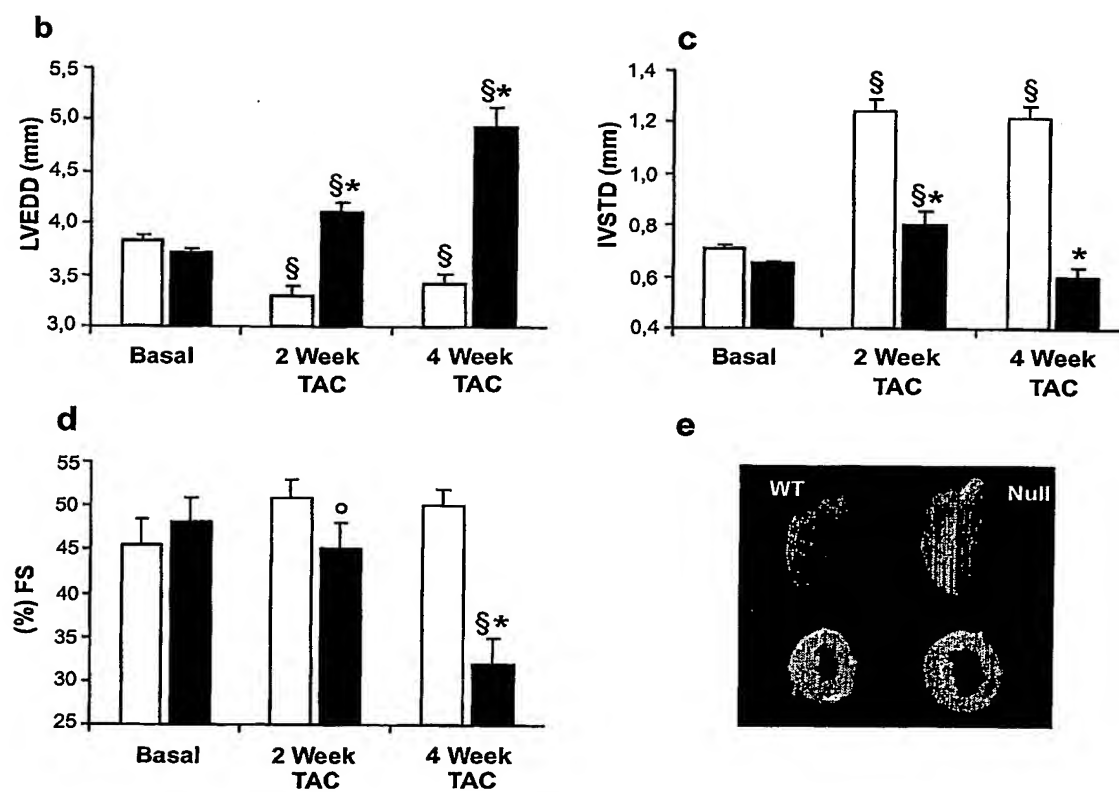 b
LVEDD (mm)
5,5
5,0
4,5
4,0
3,5
3,0
§
§*
§
§*
Basal
2 Week
TAC
4 Week
TAC
c
IVSTD (mm)
1,4
1,2
1,0
0,8
0,6
0,4
§
§*
§
*
Basal
2 Week
TAC
4 Week
TAC
d
(%) FS
55
50
45
40
35
30
25
°
§*
Basal
2 Week
TAC
4 Week
TAC
e
WT
Null